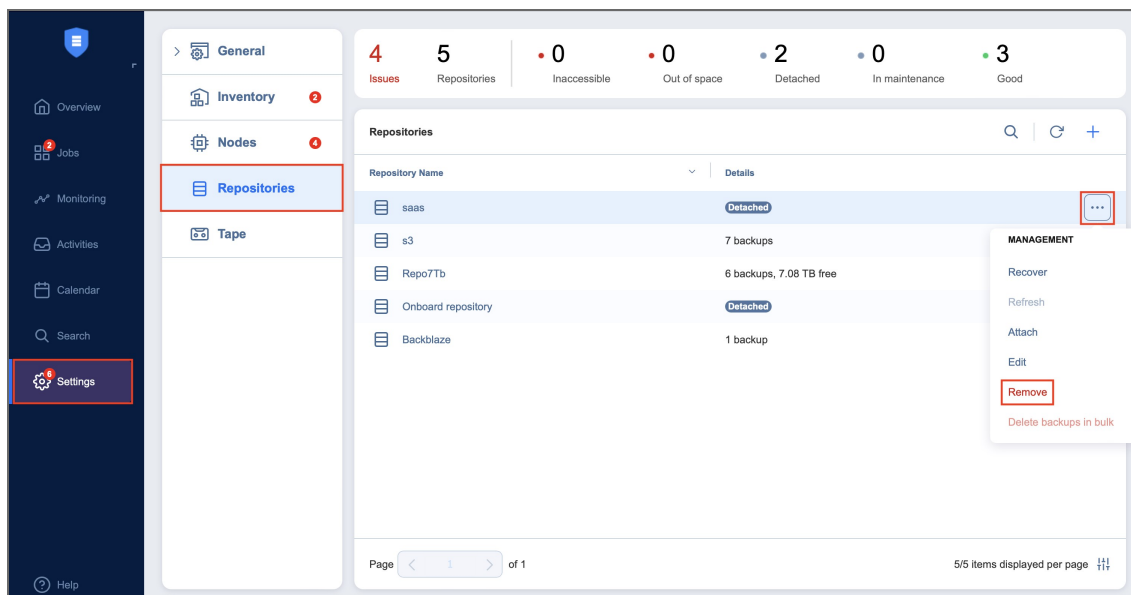 Overview
2
Jobs
Monitoring
Activities
Calendar
Search
6
Settings
Help
General
Inventory 2
Nodes 4
Repositories
Tape
4 5 0 0 2 0 3
Issues Repositories Inaccessible Out of space Detached In maintenance Good
Repositories
Repository Name Details
saas Detached
s3 7 backups
Repo7Tb 6 backups, 7.08 TB free
Onboard repository Detached
Backblaze 1 backup
MANAGEMENT
Recover
Refresh
Attach
Edit
Remove
Delete backups in bulk
Page 1 of 1 5/5 items displayed per page